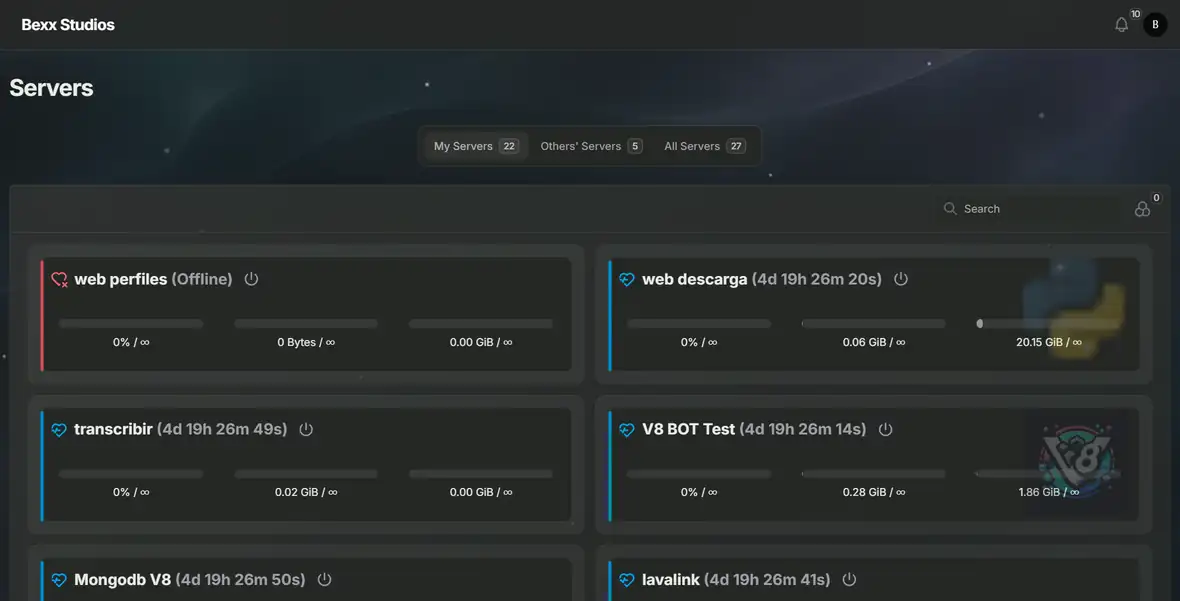 Bexx Studios
10
B
Servers
My Servers 22 Others' Servers 5 All Servers 27
Search
0
web perfiles (Offline)
0% / ∞ 0 Bytes / ∞ 0.00 GiB / ∞
web descarga (4d 19h 26m 20s)
0% / ∞ 0.06 GiB / ∞ 20.15 GiB / ∞
transcribir (4d 19h 26m 49s)
0% / ∞ 0.02 GiB / ∞ 0.00 GiB / ∞
V8 BOT Test (4d 19h 26m 14s)
V8
0% / ∞ 0.28 GiB / ∞ 1.86 GiB / ∞
Mongodb V8 (4d 19h 26m 50s)
lavalink (4d 19h 26m 41s)